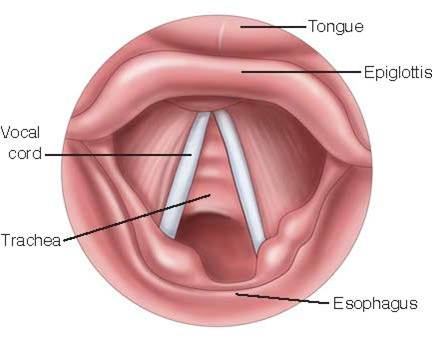 Tongue
Epiglottis
Vocal
cord
Trachea
Esophagus